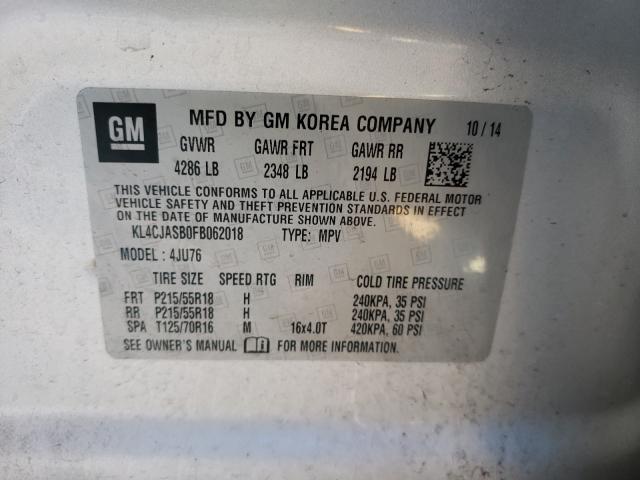 GM
MFD BY GM KOREA COMPANY 10 / 14
GVWR GAWR FRT GAWR RR
4286 LB 2348 LB 2194 LB
THIS VEHICLE CONFORMS TO ALL APPLICABLE U.S. FEDERAL MOTOR
VEHICLE SAFETY AND THEFT PREVENTION STANDARDS IN EFFECT
ON THE DATE OF MANUFACTURE SHOWN ABOVE.
KL4CJASB0FB062018 TYPE: MPV
MODEL : 4JU76
TIRE SIZE SPEED RTG RIM COLD TIRE PRESSURE
FRT P215/55R18 H 240KPA, 35 PSI
RR P215/55R18 H 240KPA, 35 PSI
SPA T125/70R16 M 16x4.0T 420KPA, 60 PSI
SEE OWNER'S MANUAL FOR MORE INFORMATION.